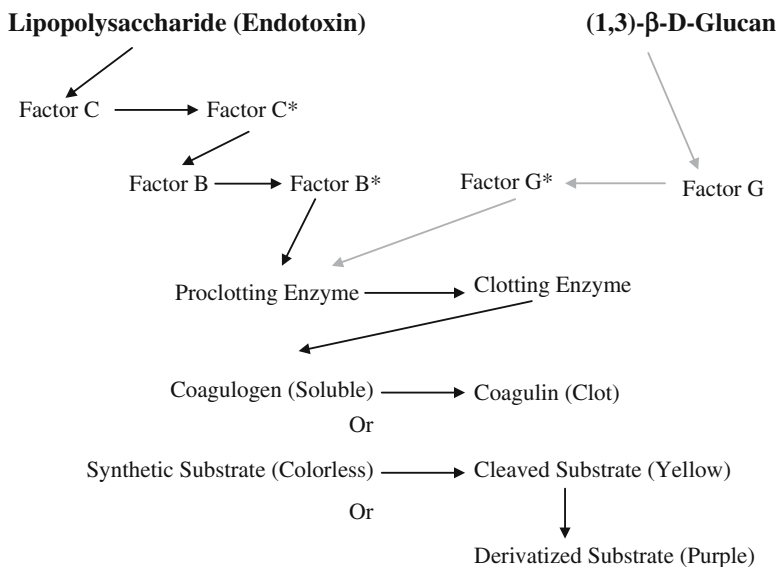 Lipopolysaccharide (Endotoxin) (1,3)-β-D-Glucan
Factor C Factor C*
Factor B Factor B* Factor G* Factor G
Proclotting Enzyme Clotting Enzyme
Coagulogen (Soluble) Coagulin (Clot)
Or
Synthetic Substrate (Colorless) Cleaved Substrate (Yellow)
Or
Derivatized Substrate (Purple)